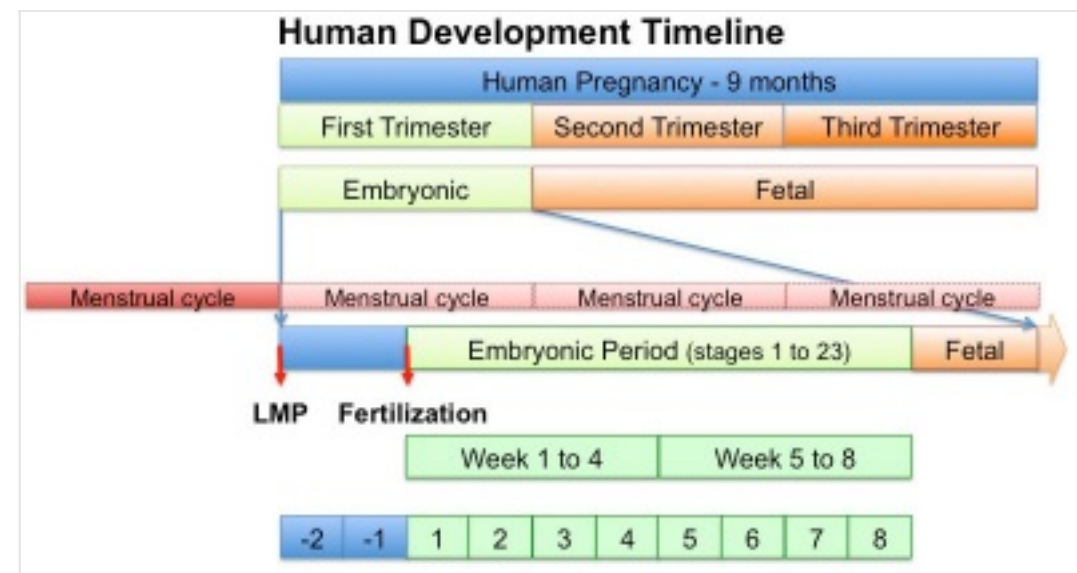 Human Development Timeline
Human Pregnancy - 9 months
First Trimester Second Trimester Third Trimester
Embryonic Fetal
Menstrual cycle Menstrual cycle Menstrual cycle Menstrual cycle
Embryonic Period (stages 1 to 23) Fetal
LMP Fertilization
Week 1 to 4 Week 5 to 8
-2 -1 1 2 3 4 5 6 7 8